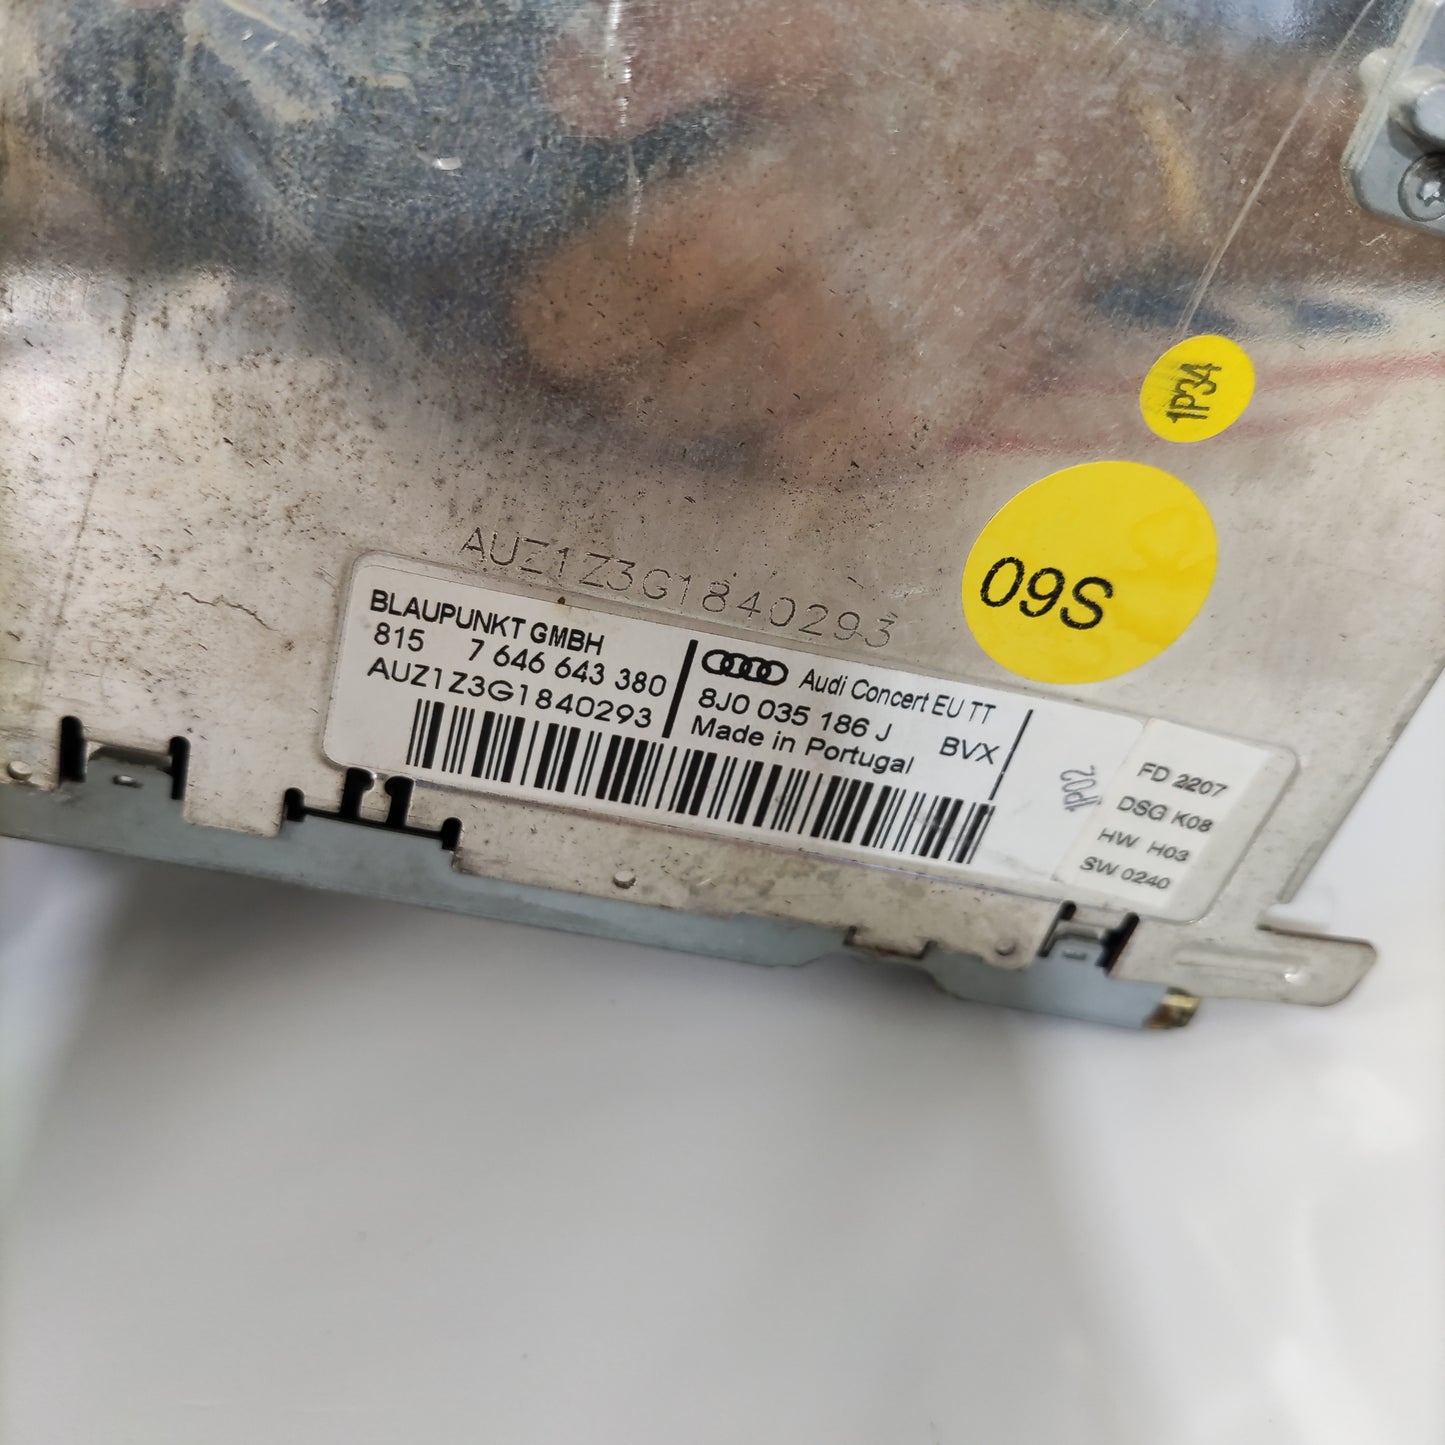 1P34
09S
AUZ1Z3G1840293
BLAUPUNKT GMBH
815 7 646 643 380
AUZ1Z3G1840293
Audi Concert EU TT
8J0 035 186 J BVX
Made in Portugal
1P02
FD 2207
DSG K08
HW H03
SW 0240